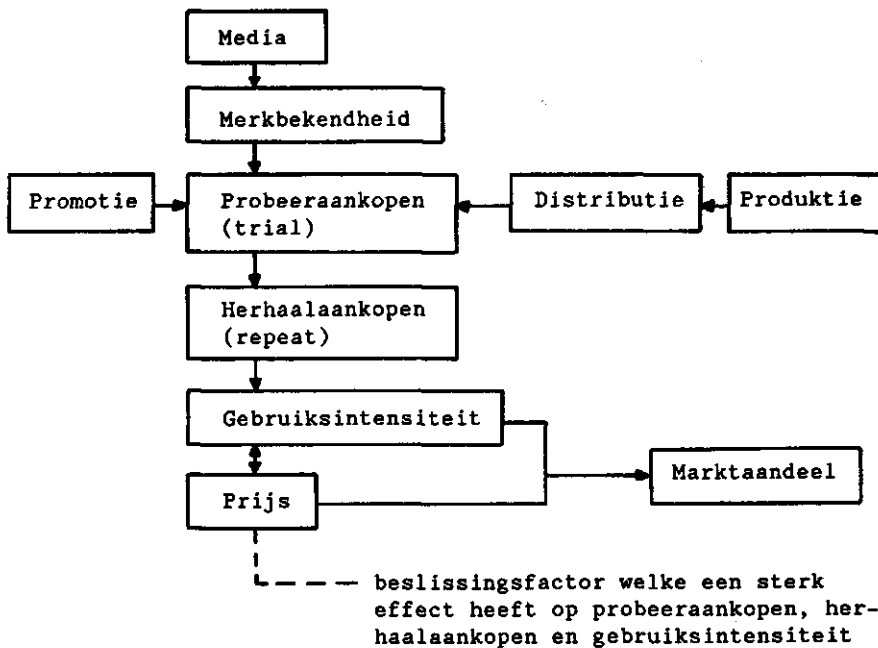 Media
Merkbekendheid
Promotie
Probeeraankopen
(trial)
Distributie
Produktie
Herhaalaankopen
(repeat)
Gebruiksintensiteit
Marktaandeel
Prijs
beslissingsfactor welke een sterk
effect heeft op probeeraankopen, her-
haalaankopen en gebruiksintensiteit